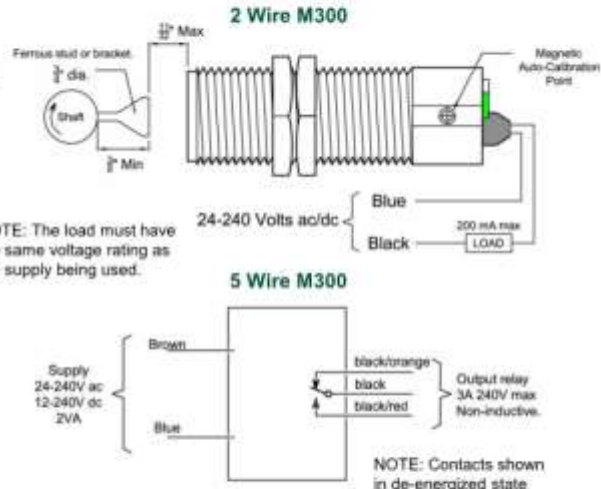 2 Wire M300
Max
Ferrous stud or bracket.
dia.
Shaft
Min
Magnetic
Auto-Calibration
Point
24-240 Volts ac/dc
Blue
Black
200 mA max
LOAD
TE: The load must have
same voltage rating as
supply being used.
5 Wire M300
Supply
24-240V ac
12-240V dc
2VA
Brown
Blue
black/orange
black
black/red
Output relay
3A 240V max
Non-inductive.
NOTE: Contacts shown
in de-energized state